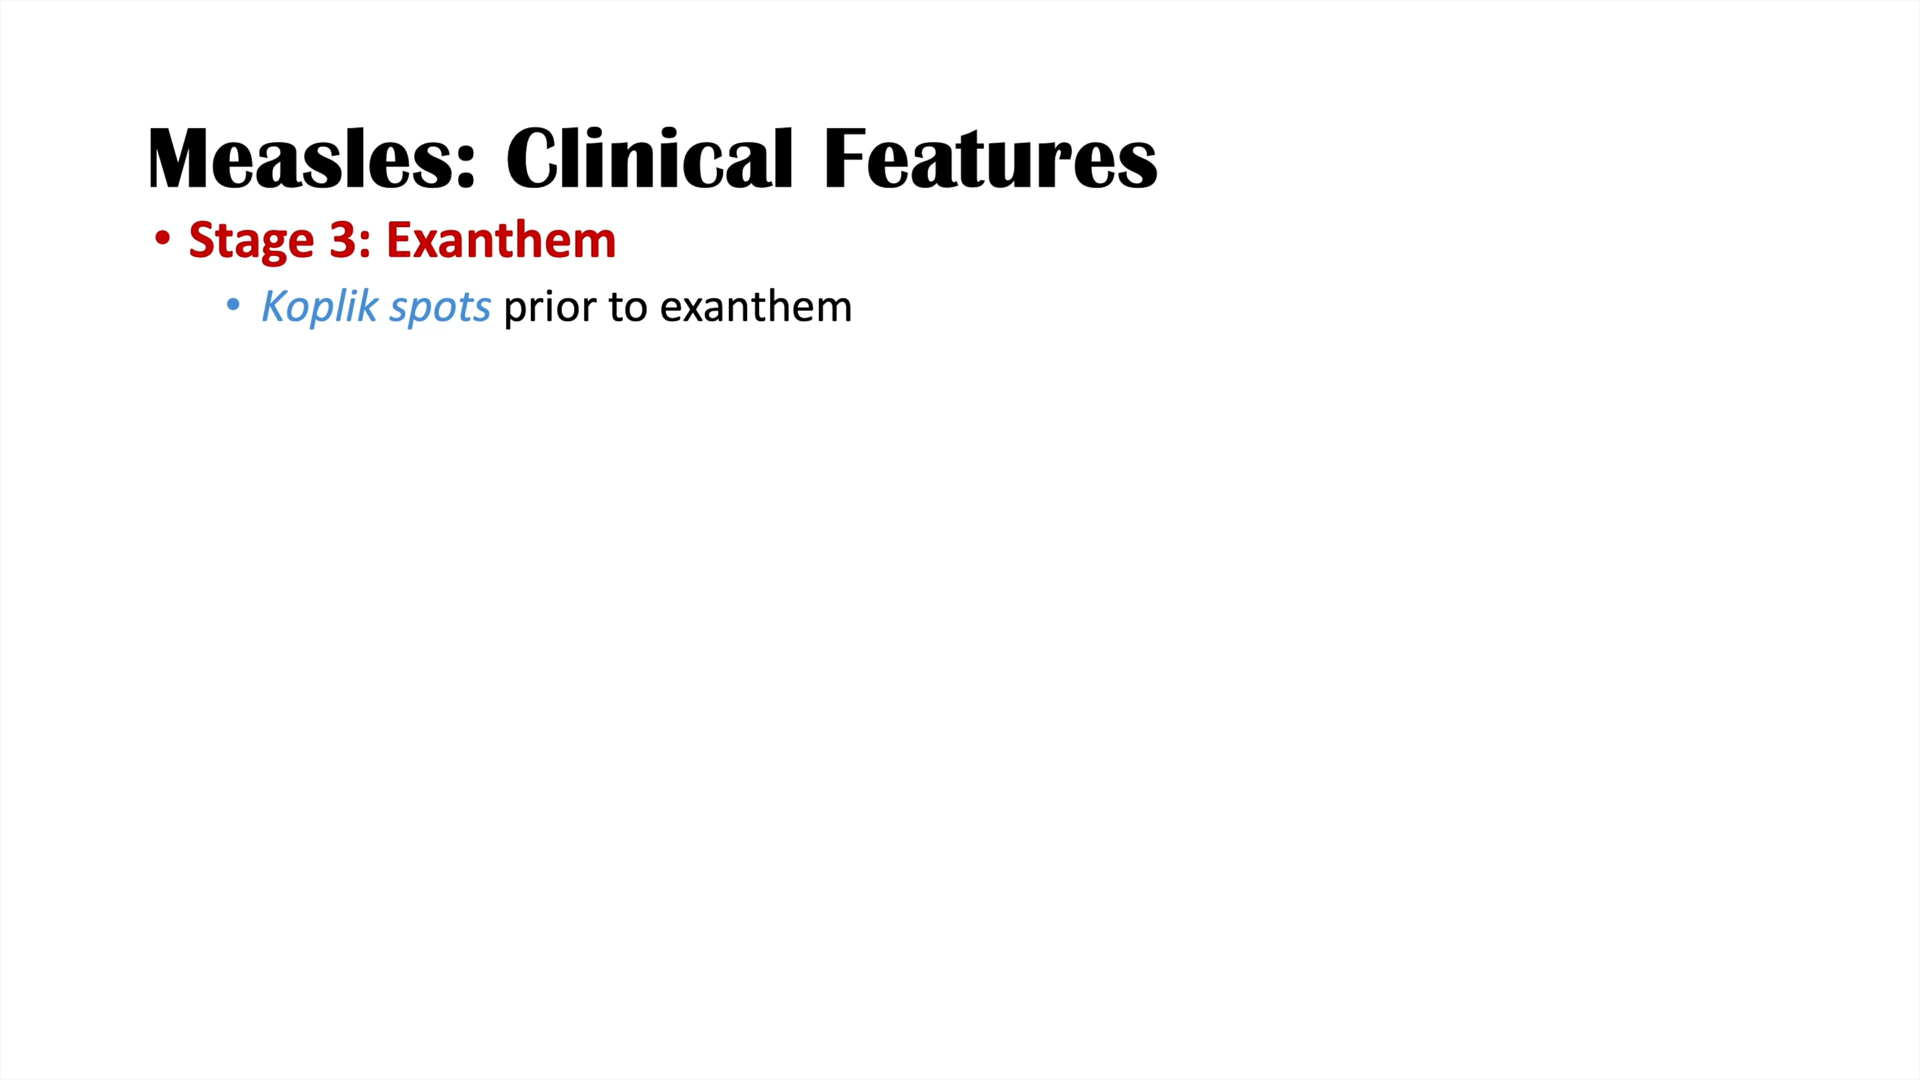 Measles: Clinical Features
• Stage 3: Exanthem
• Koplik spots prior to exanthem